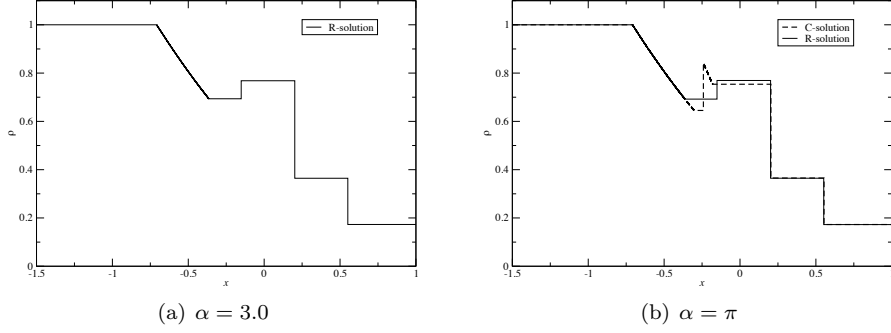 R-solution
1
0.8
0.6
0.4
0.2
0
ρ
-1.5
-1
-0.5
0
0.5
1
x
(a) α = 3.0
C-solution
R-solution
1
0.8
0.6
0.4
0.2
0
ρ
-1.5
-1
-0.5
0
0.5
x
(b) α = π